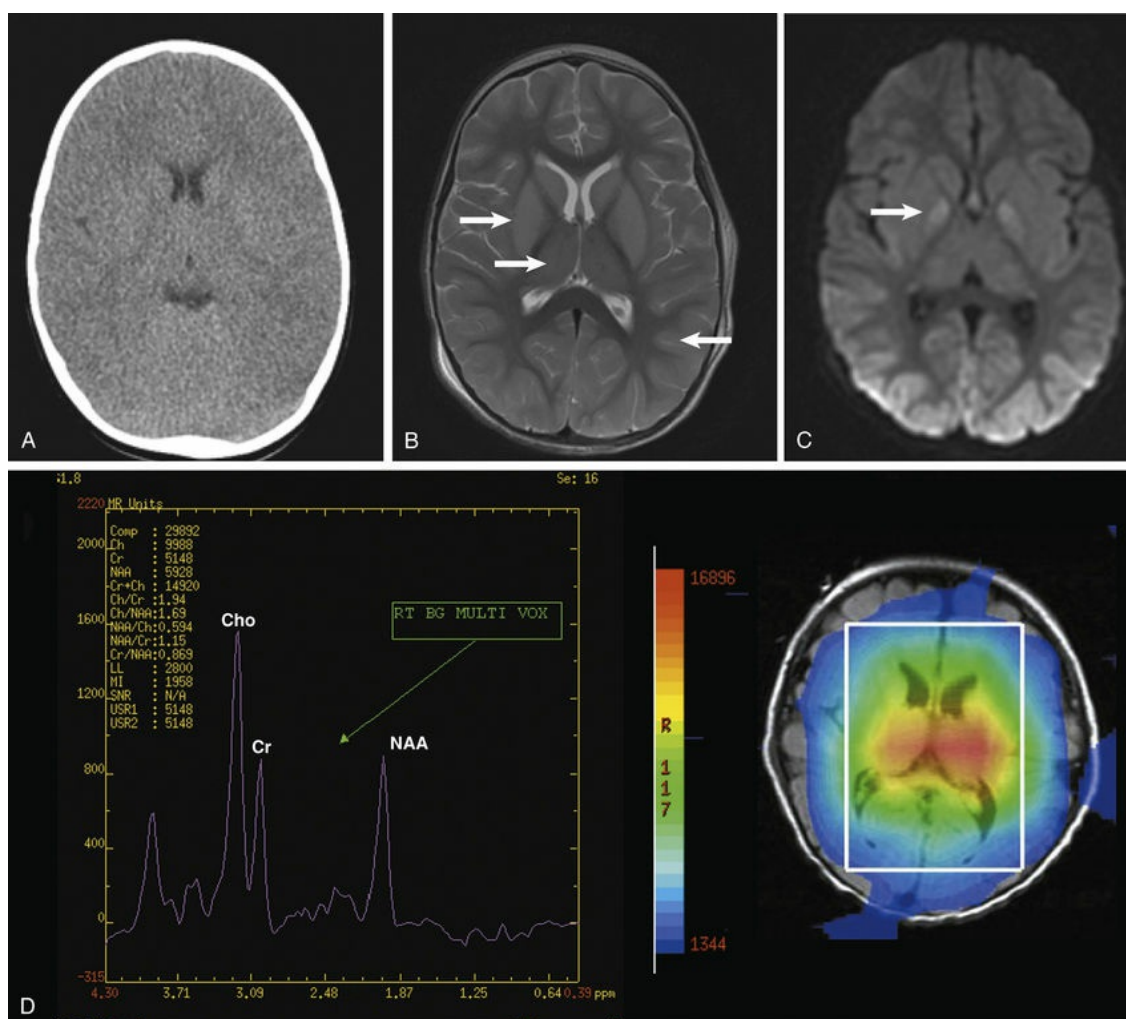 A
B
C
S1.8
Se: 16
2220
MR Units
2000
1600
1200
800
400
0
-315
Comp : 29892
Ch : 9988
Cr : 5148
NAA : 5928
Cr+Ch : 14920
Ch/Cr : 1.94
Ch/NAA : 1.69
NAA/Ch : 0.594
NAA/Cr : 1.15
Cr/NAA : 0.869
LL : 2800
MI : 1958
SNR : N/A
USR1 : 5148
USR2 : 5148
RT BG MULTI VOX
Cho
Cr
NAA
4.30
3.71
3.09
2.48
1.87
1.25
0.64
0.39
ppm
D
16896
R
117
1344